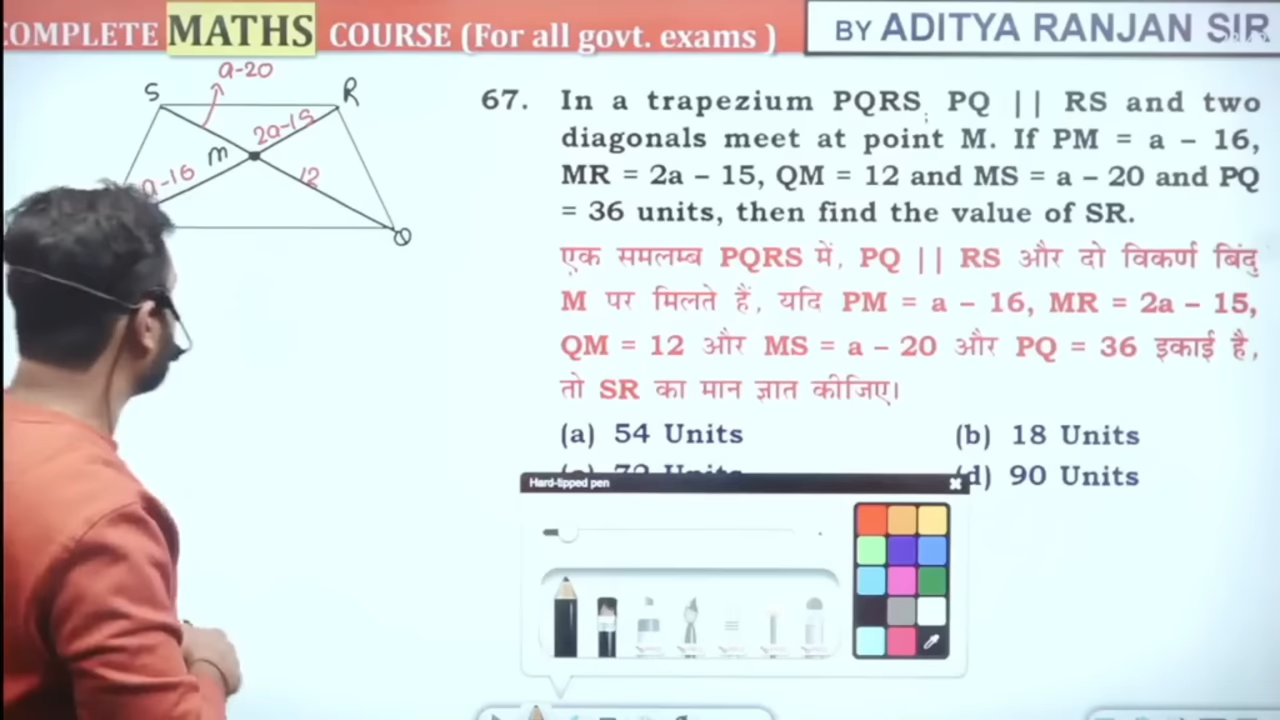 COMPLETE MATHS COURSE (For all govt. exams )
BY ADITYA RANJAN SIR
a-20
S
R
2a-15
M
a-16
12
Q
67. In a trapezium PQRS, PQ || RS and two
diagonals meet at point M. If PM = a – 16,
MR = 2a – 15, QM = 12 and MS = a – 20 and PQ
= 36 units, then find the value of SR.
एक समलम्ब PQRS में, PQ || RS और दो विकर्ण बिंदु
M पर मिलते हैं, यदि PM = a – 16, MR = 2a – 15,
QM = 12 और MS = a – 20 और PQ = 36 इकाई है,
तो SR का मान ज्ञात कीजिए।
(a) 54 Units (b) 18 Units
(c) 72 Units (d) 90 Units
Hard-tipped pen